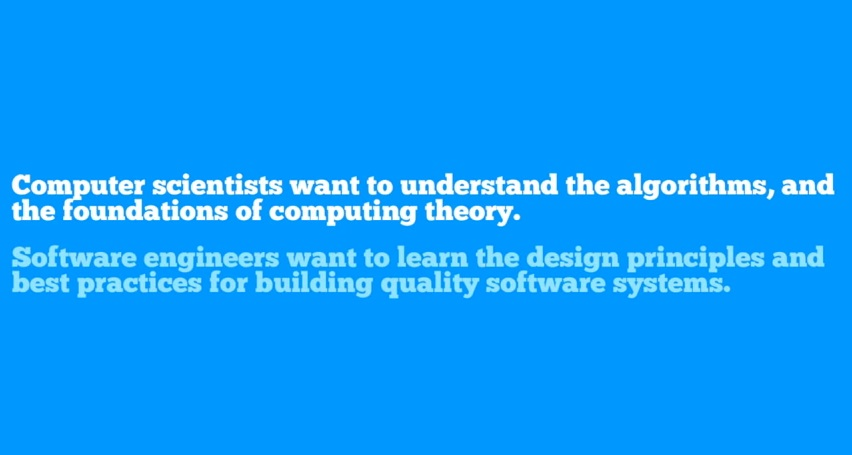 Computer scientists want to understand the algorithms, and
the foundations of computing theory.
Software engineers want to learn the design principles and
best practices for building quality software systems.